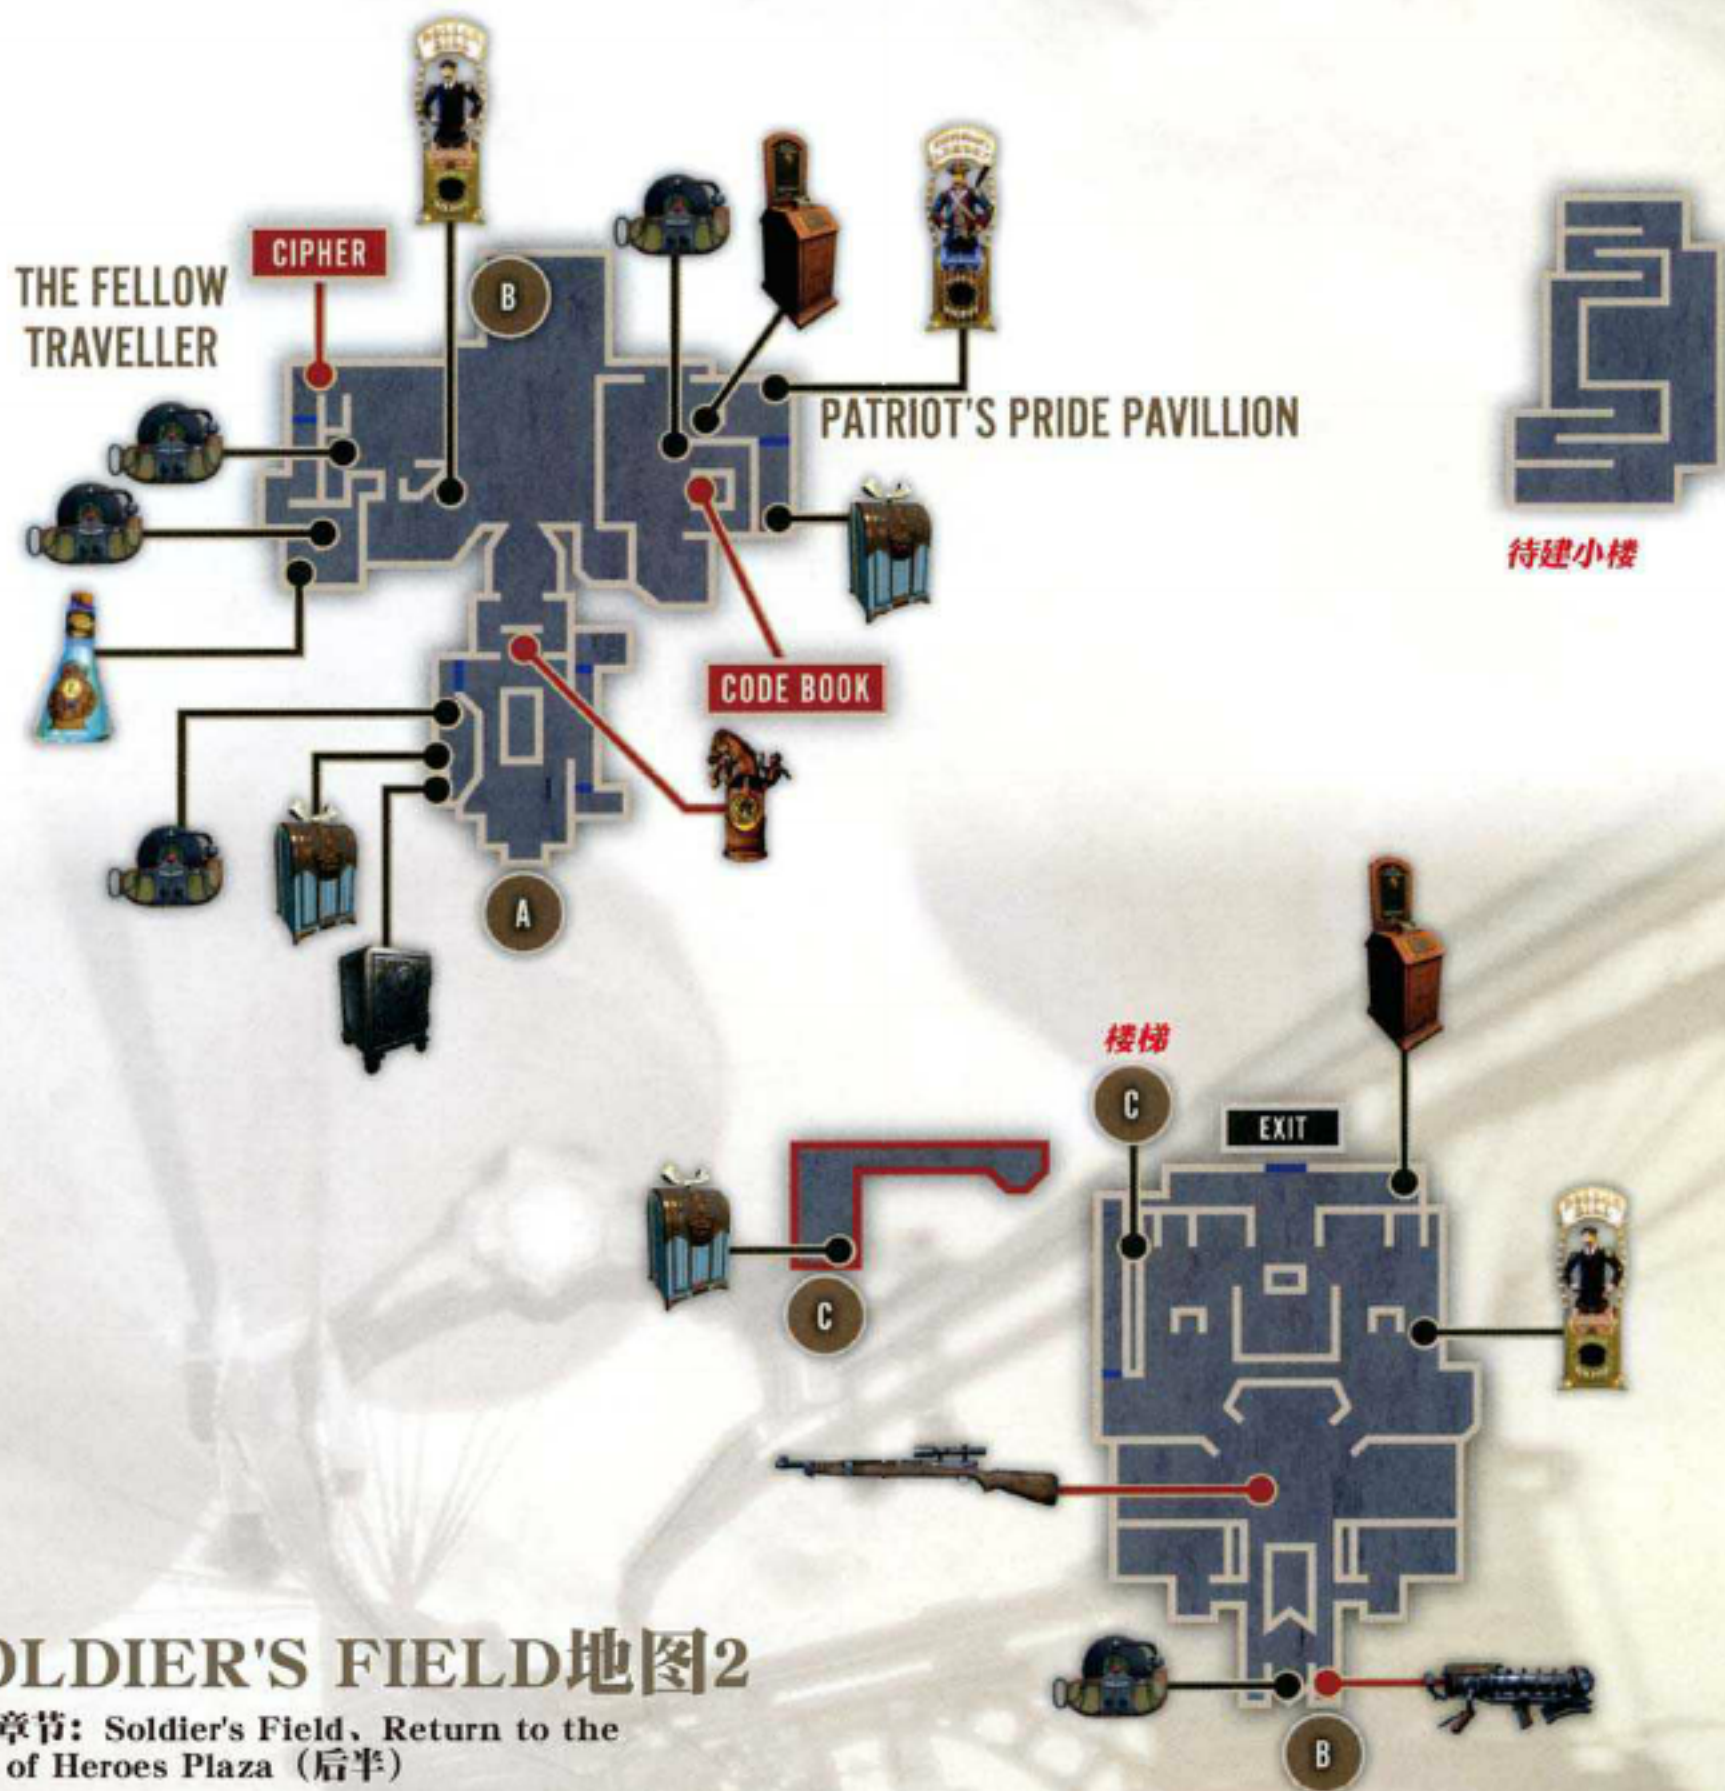 CIPHER
THE FELLOW
TRAVELLER
B
PATRIOT'S PRIDE PAVILLION
待建小楼
CODE BOOK
A
楼梯
C
EXIT
C
B
OLDIER'S FIELD地图2
章节：Soldier's Field、Return to the
of Heroes Plaza（后半）